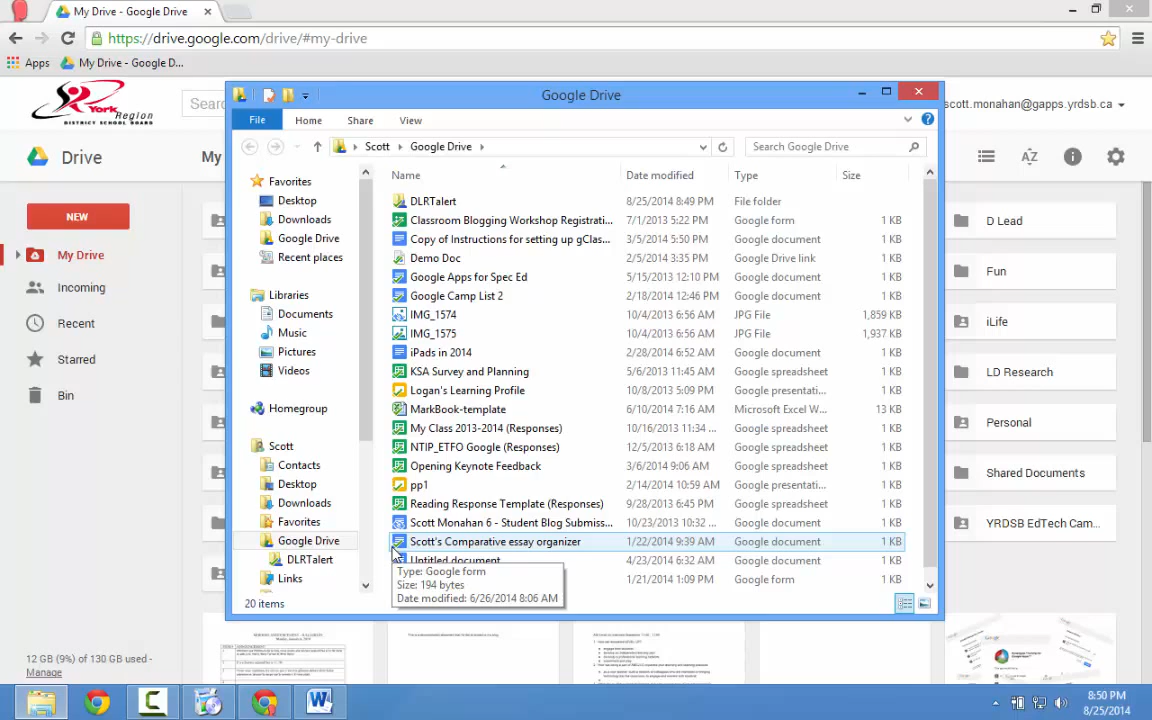 My Drive - Google Drive
https://drive.google.com/drive/#my-drive
Apps
My Drive - Google D...
York Region
DISTRICT SCHOOL BOARD
Sear
scott.monahan@gapps.yrdsb.ca
Drive
My
NEW
My Drive
Incoming
Recent
Starred
Bin
12 GB (9%) of 130 GB used -
Manage
Google Drive
File
Home
Share
View
Scott
Google Drive
Search Google Drive
Favorites
Desktop
Downloads
Google Drive
Recent places
Libraries
Documents
Music
Pictures
Videos
Homegroup
Scott
Contacts
Desktop
Downloads
Favorites
Google Drive
DLRTalert
Links
Name Date modified Type Size
DLRTalert 8/25/2014 8:49 PM File folder
Classroom Blogging Workshop Registrati... 7/1/2013 5:22 PM Google form 1 KB
Copy of Instructions for setting up gClas... 3/5/2014 5:50 PM Google document 1 KB
Demo Doc 2/5/2014 3:35 PM Google Drive link 1 KB
Google Apps for Spec Ed 5/15/2013 12:10 PM Google document 1 KB
Google Camp List 2 2/18/2014 12:46 PM Google document 1 KB
IMG_1574 10/4/2013 6:56 AM JPG File 1,859 KB
IMG_1575 10/4/2013 6:56 AM JPG File 1,937 KB
iPads in 2014 2/28/2014 6:52 AM Google document 1 KB
KSA Survey and Planning 5/6/2013 11:45 AM Google spreadsheet 1 KB
Logan's Learning Profile 10/8/2013 5:09 PM Google presentati... 1 KB
MarkBook-template 6/10/2014 7:16 AM Microsoft Excel W... 13 KB
My Class 2013-2014 (Responses) 10/16/2013 11:34 ... Google spreadsheet 1 KB
NTIP_ETFO Google (Responses) 12/5/2013 6:18 AM Google spreadsheet 1 KB
Opening Keynote Feedback 3/6/2014 9:06 AM Google spreadsheet 1 KB
pp1 2/14/2014 10:59 AM Google presentati... 1 KB
Reading Response Template (Responses) 9/28/2013 6:45 PM Google spreadsheet 1 KB
Scott Monahan 6 - Student Blog Submiss... 10/23/2013 10:32 ... Google document 1 KB
Scott's Comparative essay organizer 1/22/2014 9:39 AM Google document 1 KB
Untitled document 4/23/2014 6:32 AM Google document 1 KB
1/21/2014 1:09 PM Google form 1 KB
Type: Google form
Size: 194 bytes
Date modified: 6/26/2014 8:06 AM
20 items
D Lead
Fun
iLife
LD Research
Personal
Shared Documents
YRDSB EdTech Cam...
8:50 PM
8/25/2014